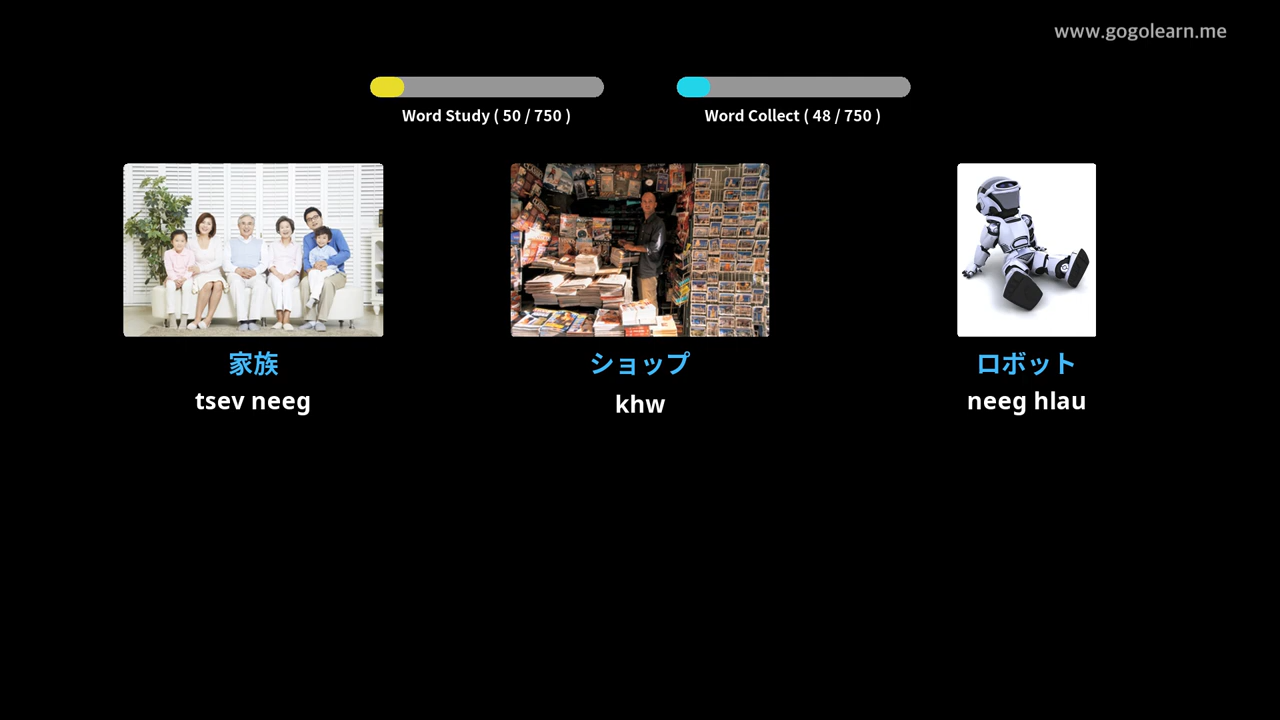 www.gogolearn.me
Word Study ( 50 / 750 )
Word Collect ( 48 / 750 )
家族
ショップ
ロボット
tsev neeg
khw
neeg hlau